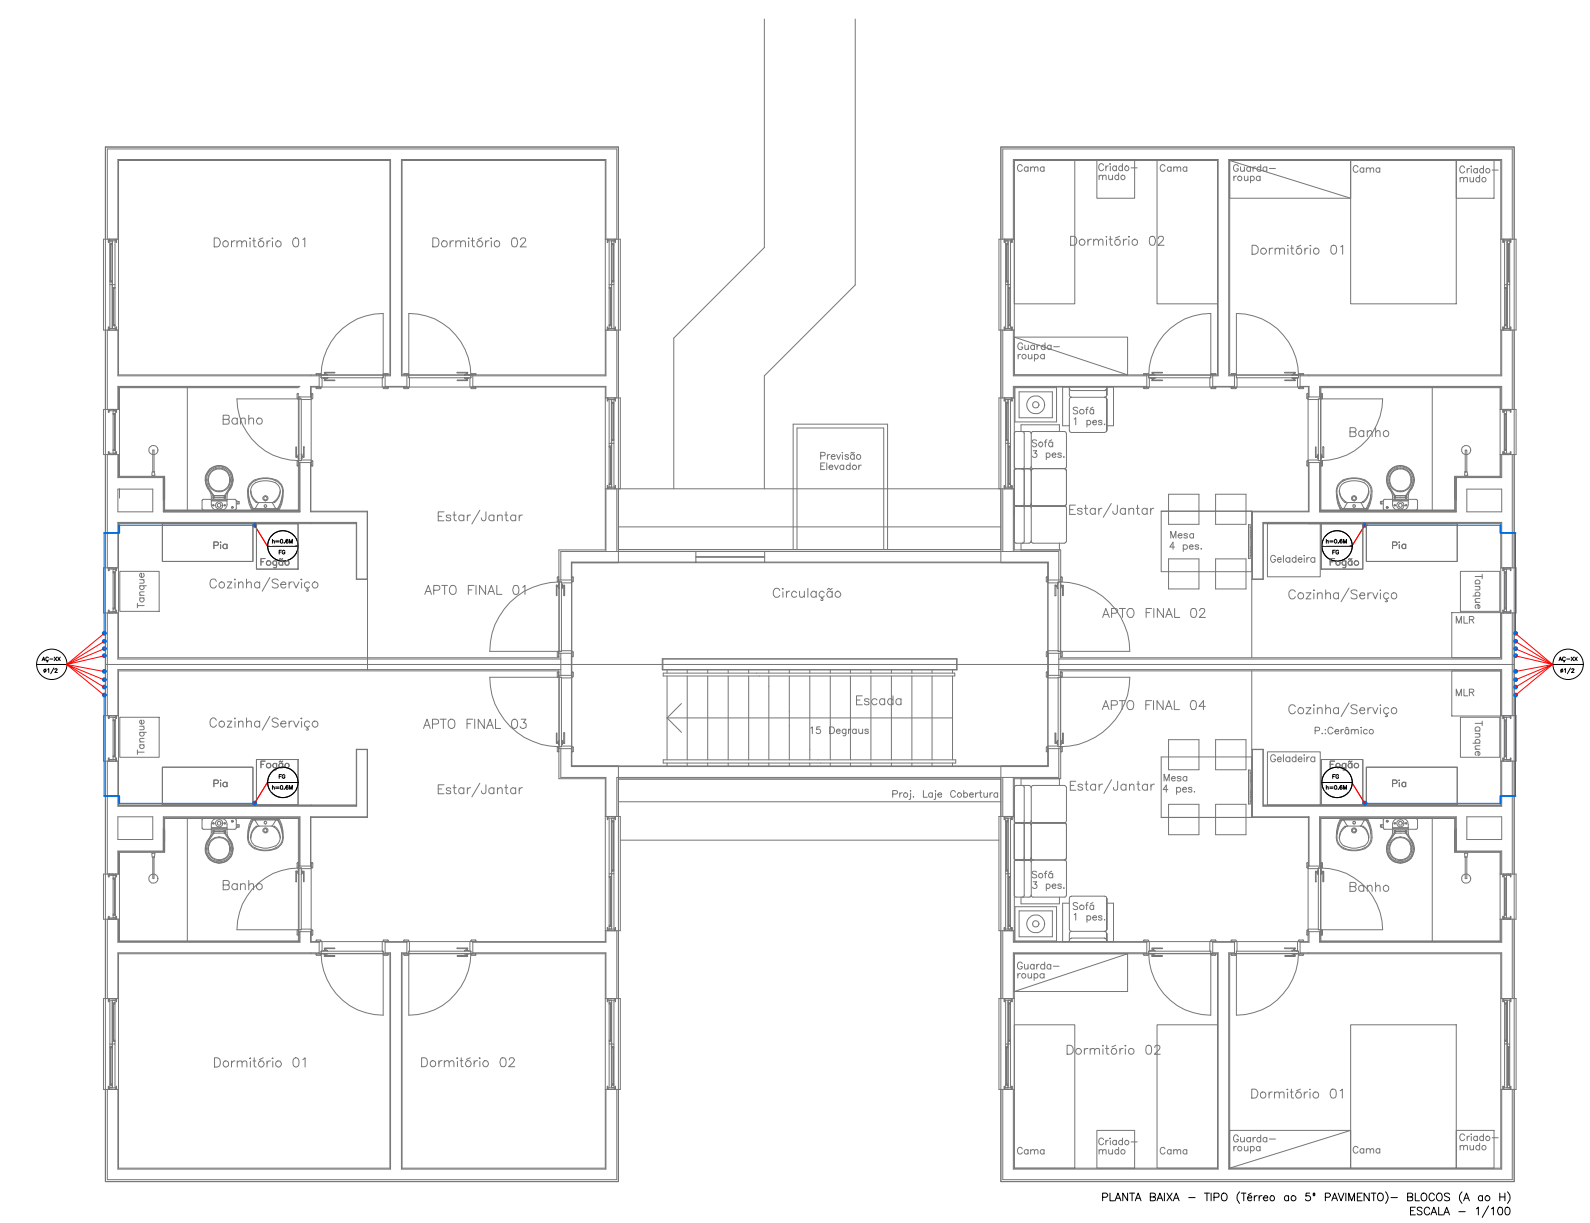 Cama
Criado-
mudo
Cama
Guarda-
roupa
Cama
Criado-
mudo
Dormitório 01
Dormitório 02
Dormitório 02
Dormitório 01
Guarda-
roupa
Banho
Sofá
1 pes.
Sofá
3 pes.
Banho
Previsão
Elevador
Estar/Jantar
Estar/Jantar
Mesa
4 pes.
Pia
h=0.6M
FG
Fogão
Geladeira
h=0.6M
FG
Fogão
Pia
Tanque
Cozinha/Serviço
APTO FINAL 01
Circulação
APTO FINAL 02
Cozinha/Serviço
Tanque
MLR
AÇ-XX
ø1/2
AÇ-XX
ø1/2
Tanque
Cozinha/Serviço
APTO FINAL 03
Escada
15 Degraus
APTO FINAL 04
Cozinha/Serviço
P.:Cerâmico
MLR
Tanque
Pia
Fogão
FG
h=0.6M
Estar/Jantar
Proj. Laje Cobertura
Estar/Jantar
Mesa
4 pes.
Geladeira
Fogão
FG
h=0.6M
Pia
Banho
Sofá
3 pes.
Sofá
1 pes.
Banho
Guarda-
roupa
Dormitório 01
Dormitório 02
Dormitório 02
Dormitório 01
Cama
Criado-
mudo
Cama
Guarda-
roupa
Cama
Criado-
mudo
PLANTA BAIXA - TIPO (Térreo ao 5° PAVIMENTO)- BLOCOS (A ao H)
ESCALA - 1/100